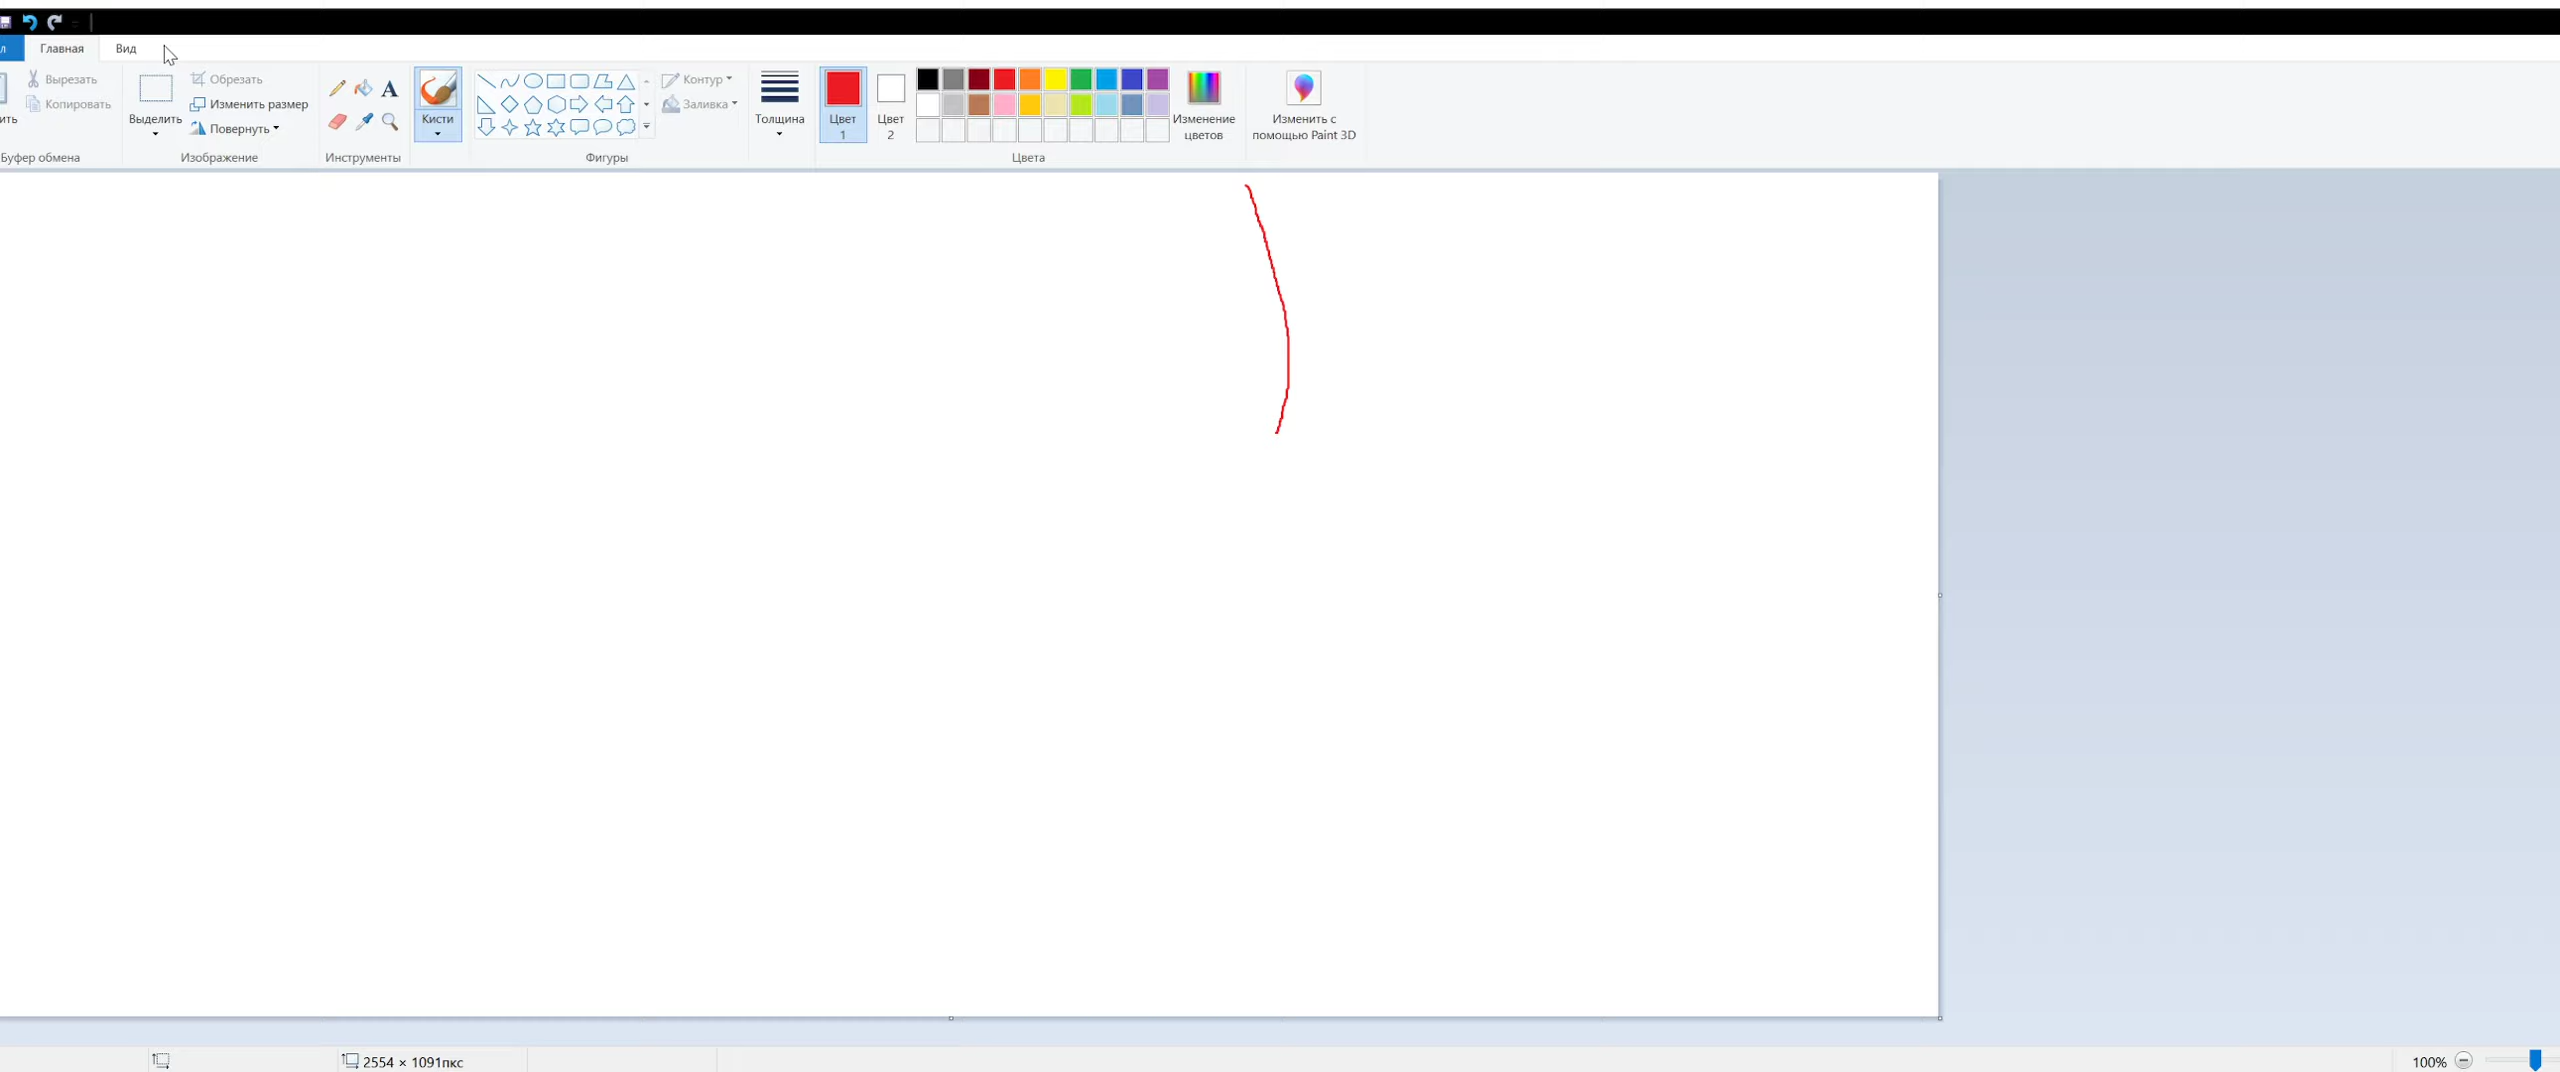 л Главная Вид
Вырезать
Копировать
ить
Буфер обмена
Выделить
Обрезать
Изменить размер
Повернуть
Изображение
A
Инструменты
Кисти
Фигуры
Контур
Заливка
Толщина
Цвет
1
Цвет
2
Изменение
цветов
Цвета
Изменить с
помощью Paint 3D
2554 × 1091пкс
100%